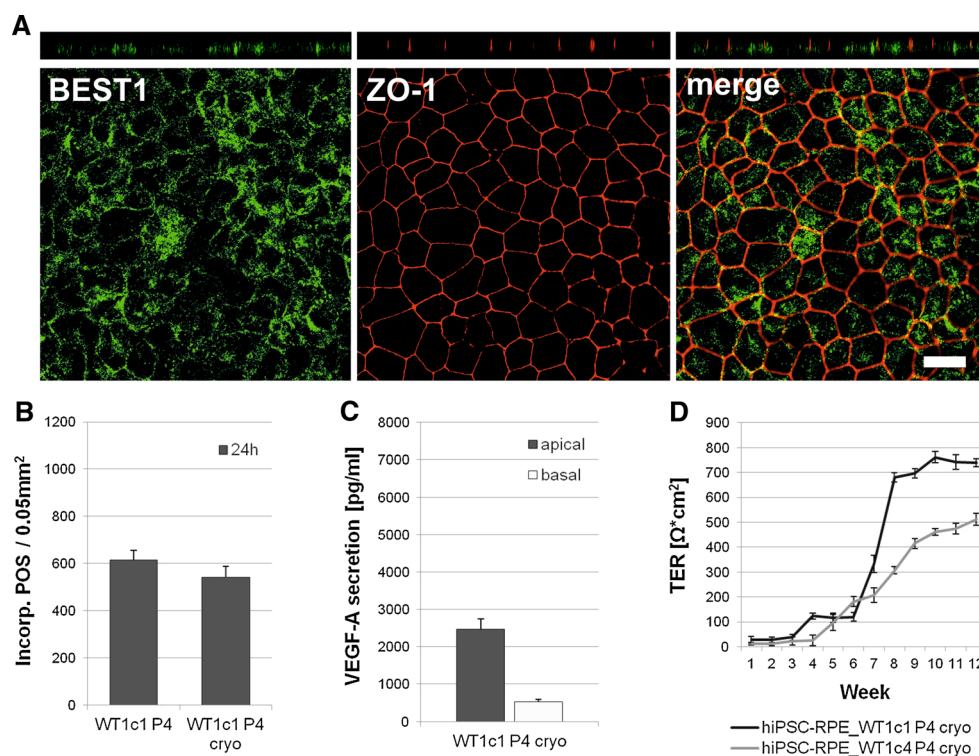 A
BEST1
ZO-1
merge
B
1200
1000
800
600
400
200
0
Incorp. POS / 0.05mm²
24h
WT1c1 P4
WT1c1 P4
cryo
C
8000
7000
6000
5000
4000
3000
2000
1000
0
VEGF-A secretion [pg/ml]
apical
basal
WT1c1 P4 cryo
D
900
800
700
600
500
400
300
200
100
0
TER [Ω*cm²]
1 2 3 4 5 6 7 8 9 10 11 12
Week
hiPSC-RPE_WT1c1 P4 cryo
hiPSC-RPE_WT1c4 P4 cryo